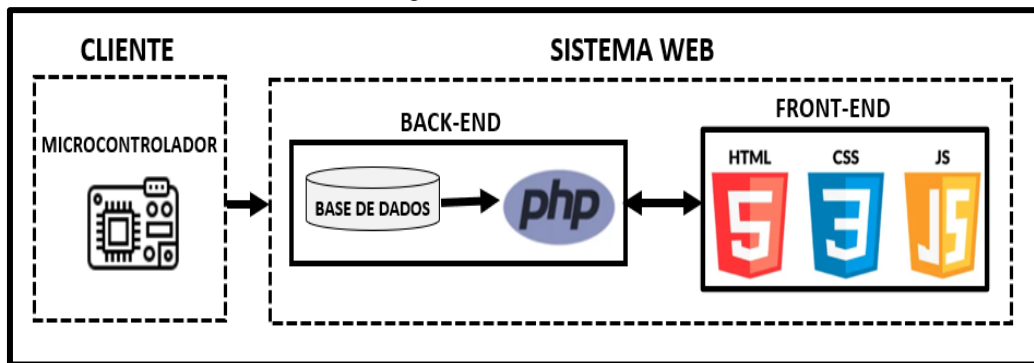 CLIENTE
MICROCONTROLADOR
SISTEMA WEB
BACK-END
BASE DE DADOS
php
FRONT-END
HTML CSS JS
5 3 JS